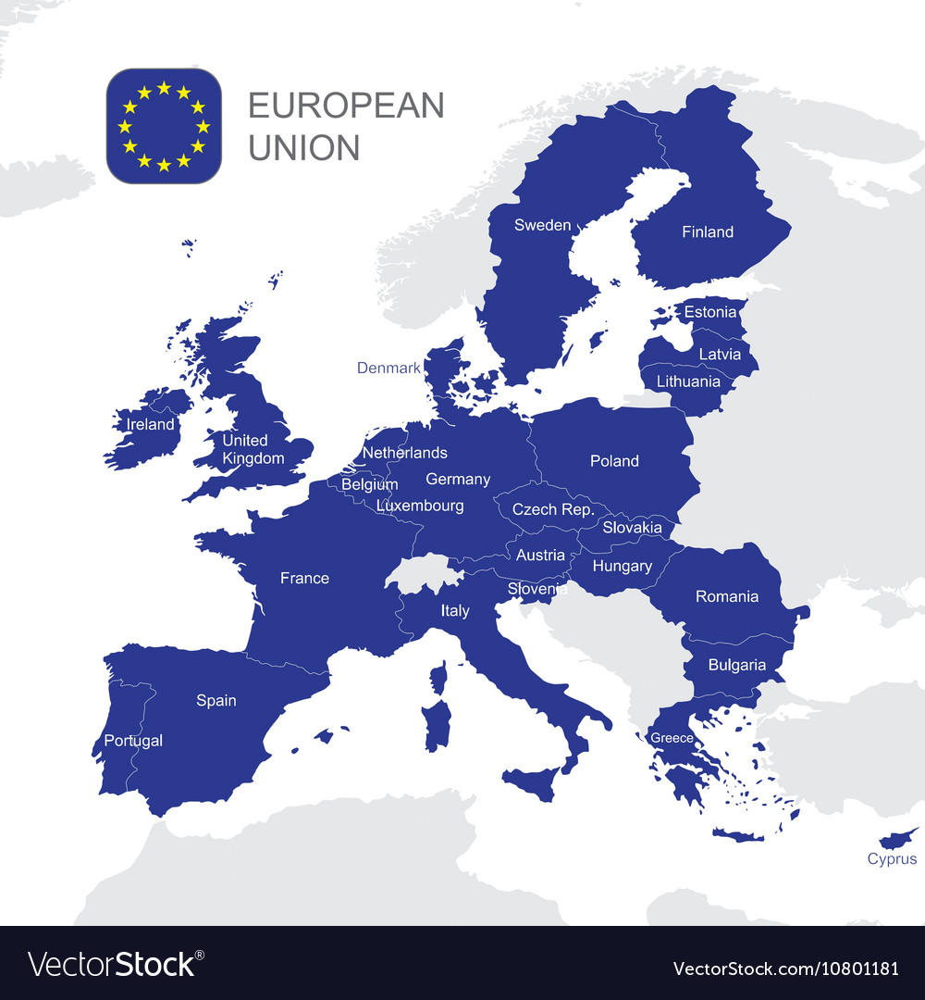 EUROPEAN
UNION
Sweden
Finland
Estonia
Latvia
Denmark
Lithuania
Ireland
United
Kingdom
Netherlands
Poland
Germany
Belgium
Luxembourg
Czech Rep.
Slovakia
Austria
Hungary
France
Slovenia
Romania
Italy
Bulgaria
Spain
Portugal
Greece
Cyprus
VectorStock®
VectorStock.com/10801181